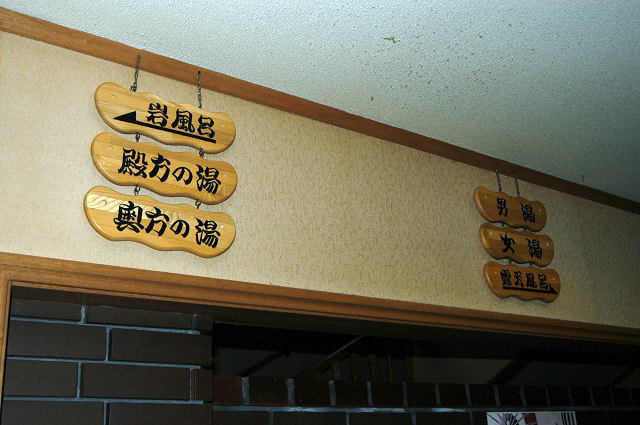 岩風呂
殿方の湯
奥方の湯
男湯
女湯
露天風呂